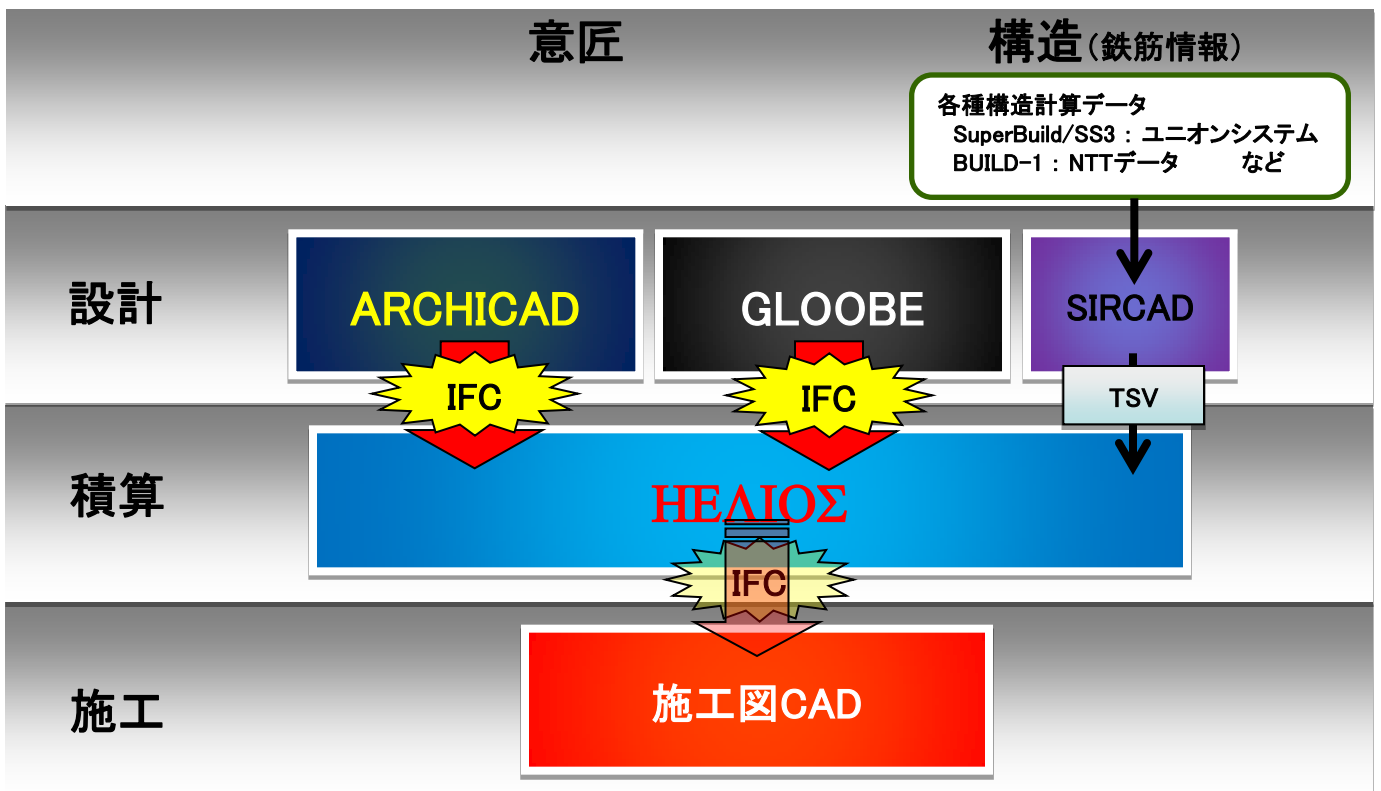 意匠
構造(鉄筋情報)
各種構造計算データ
SuperBuild/SS3 : ユニオンシステム
BUILD-1 : NTTデータ など
設計
ARCHICAD
GLOOBE
SIRCAD
IFC
IFC
TSV
積算
ΗΕΛΙΟΣ
IFC
施工
施工図CAD